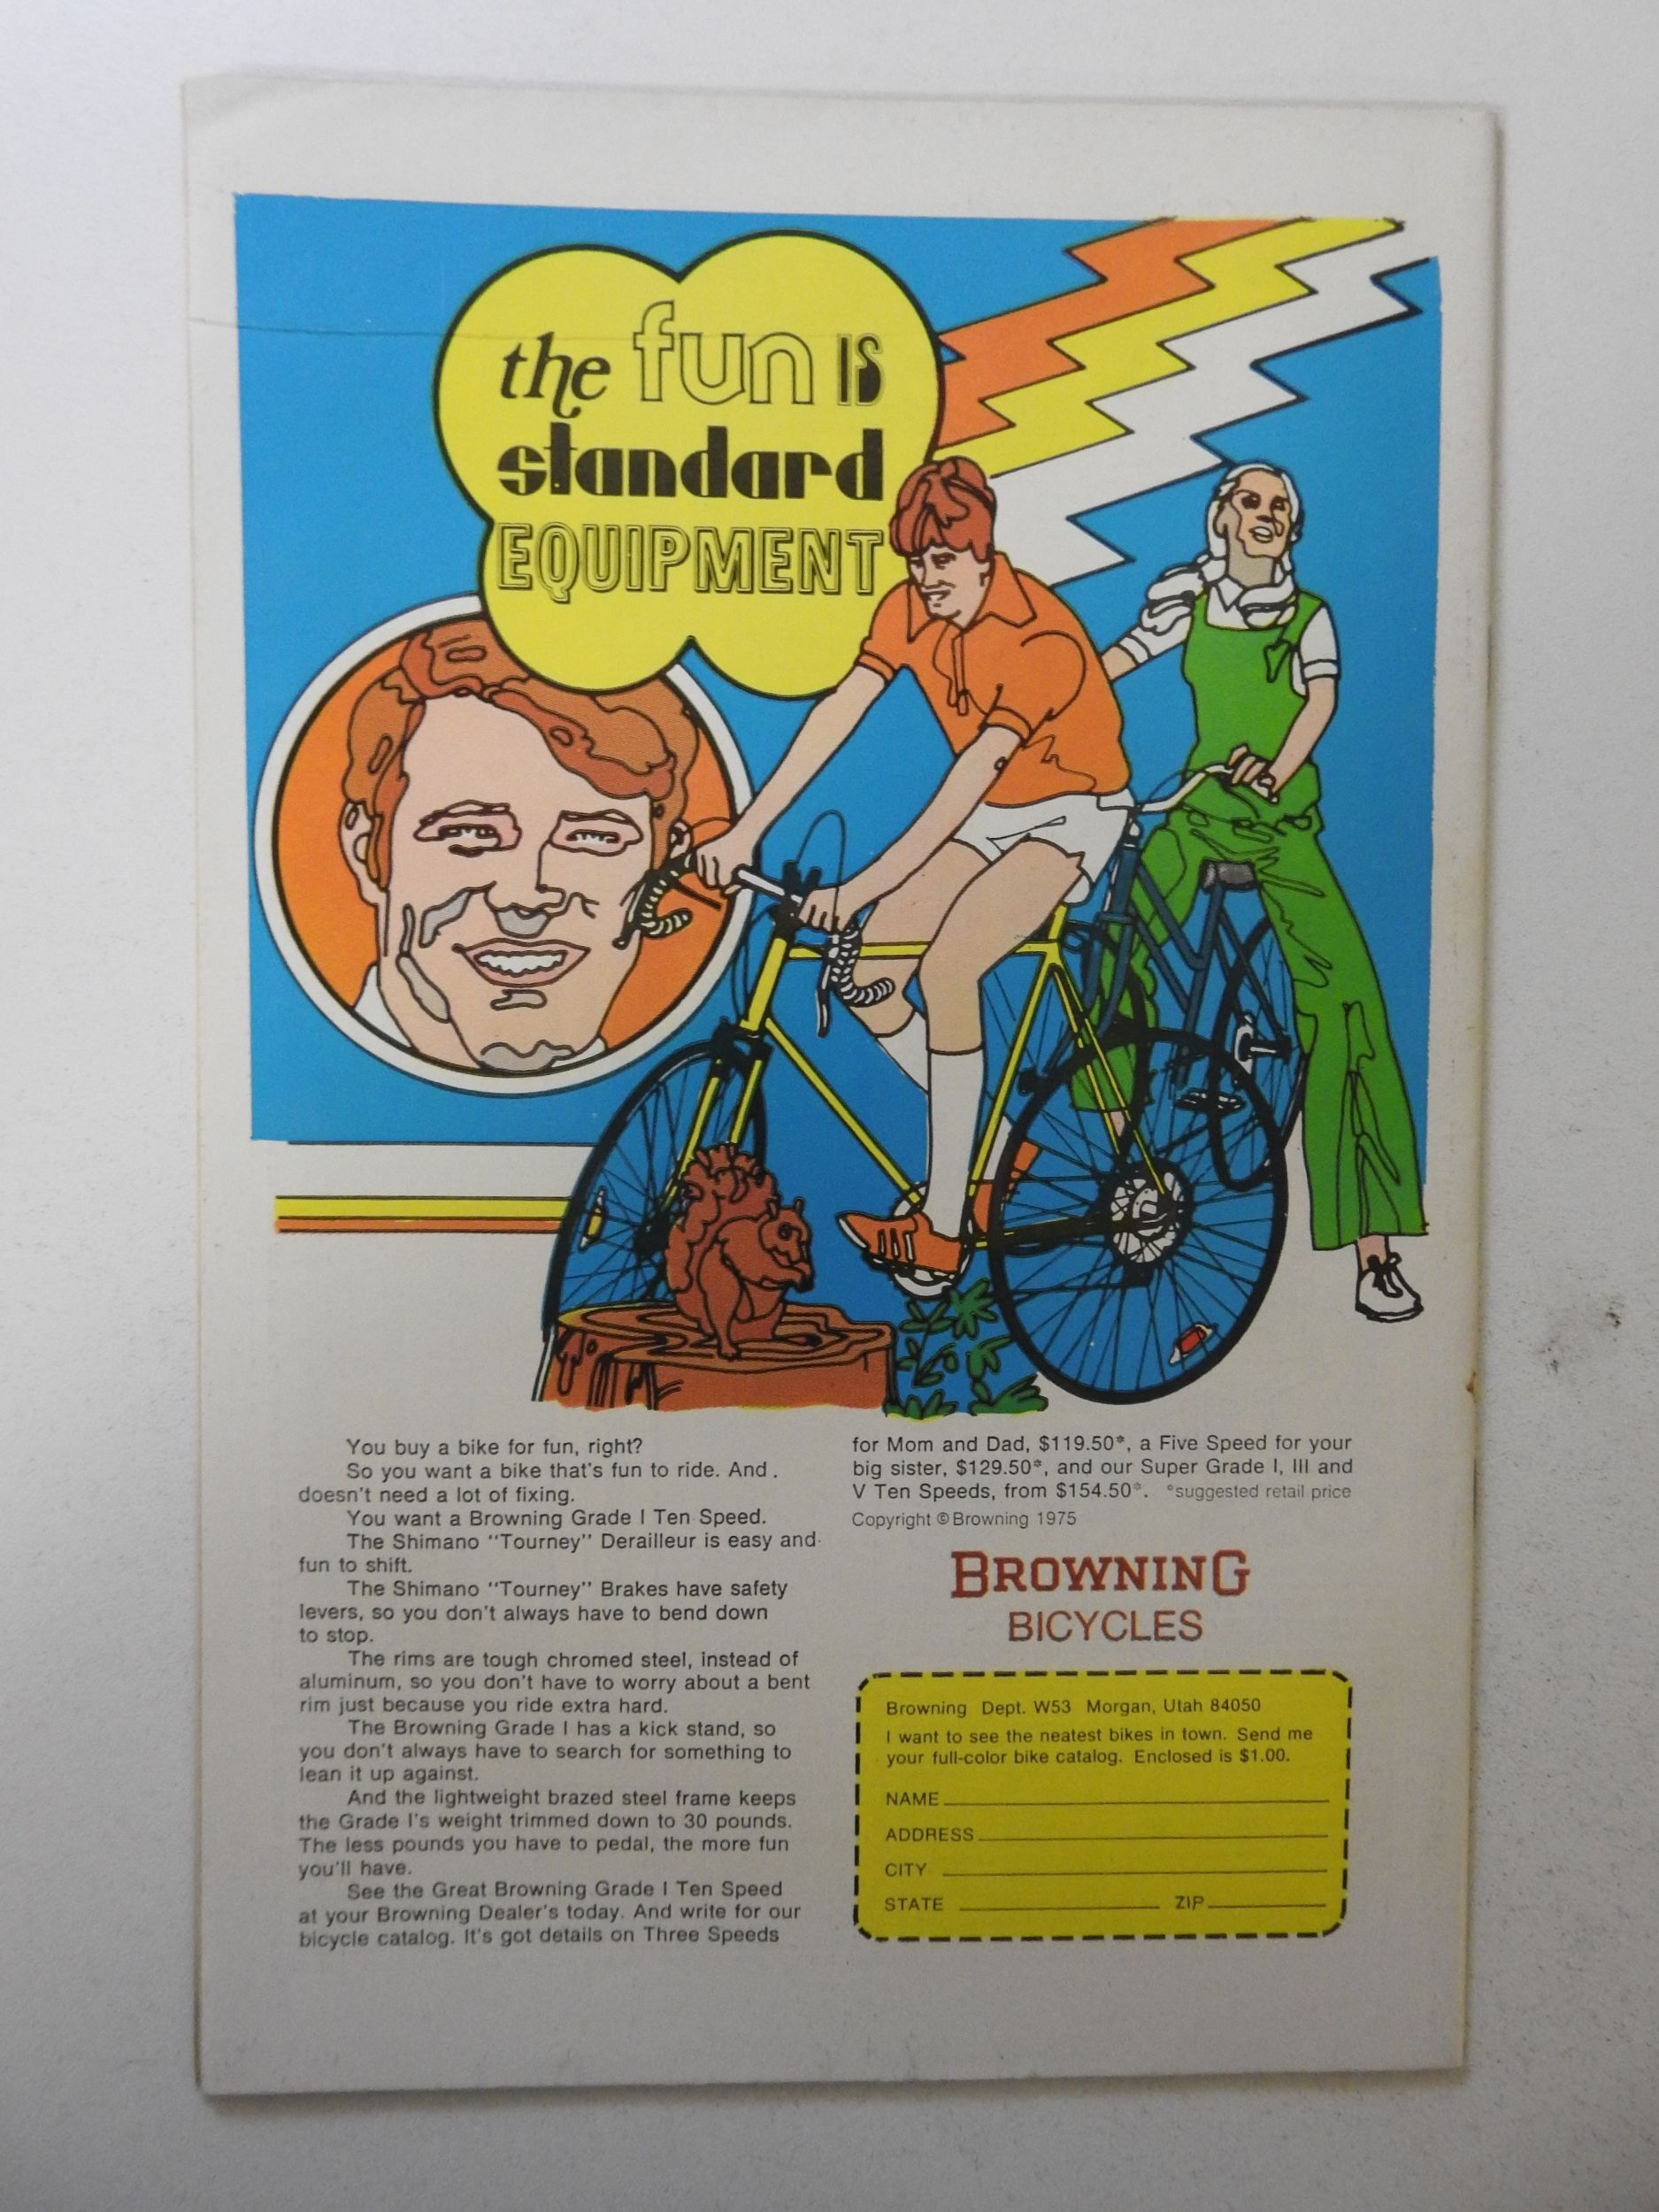 the fun IS
standard
EQUIPMENT
You buy a bike for fun, right?
So you want a bike that's fun to ride. And
doesn't need a lot of fixing.
You want a Browning Grade I Ten Speed.
The Shimano "Tourney" Derailleur is easy and
fun to shift.
The Shimano "Tourney" Brakes have safety
levers, so you don't always have to bend down
to stop.
The rims are tough chromed steel, instead of
aluminum, so you don't have to worry about a bent
rim just because you ride extra hard.
The Browning Grade I has a kick stand, so
you don't always have to search for something to
lean it up against.
And the lightweight brazed steel frame keeps
the Grade I's weight trimmed down to 30 pounds.
The less pounds you have to pedal, the more fun
you'll have.
See the Great Browning Grade I Ten Speed
at your Browning Dealer's today. And write for our
bicycle catalog. It's got details on Three Speeds
for Mom and Dad, $119.50*, a Five Speed for your
big sister, $129.50*, and our Super Grade I, III and
V Ten Speeds, from $154.50*. *suggested retail price
Copyright © Browning 1975
BROWNING
BICYCLES
Browning Dept. W53 Morgan, Utah 84050
I want to see the neatest bikes in town. Send me
your full-color bike catalog. Enclosed is $1.00.
NAME
ADDRESS
CITY
STATE ZIP